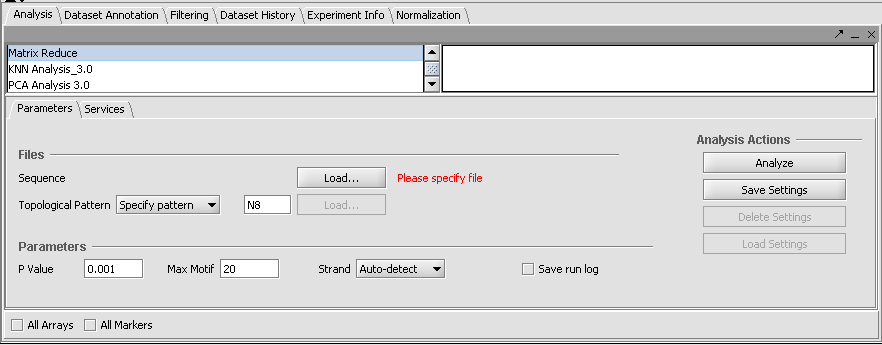 Analysis Dataset Annotation Filtering Dataset History Experiment Info Normalization
Matrix Reduce
KNN Analysis_3.0
PCA Analysis 3.0
Parameters Services
Files
Sequence Load... Please specify file
Topological Pattern Specify pattern N8 Load...
Parameters
P Value 0.001 Max Motif 20 Strand Auto-detect Save run log
Analysis Actions
Analyze
Save Settings
Delete Settings
Load Settings
All Arrays All Markers